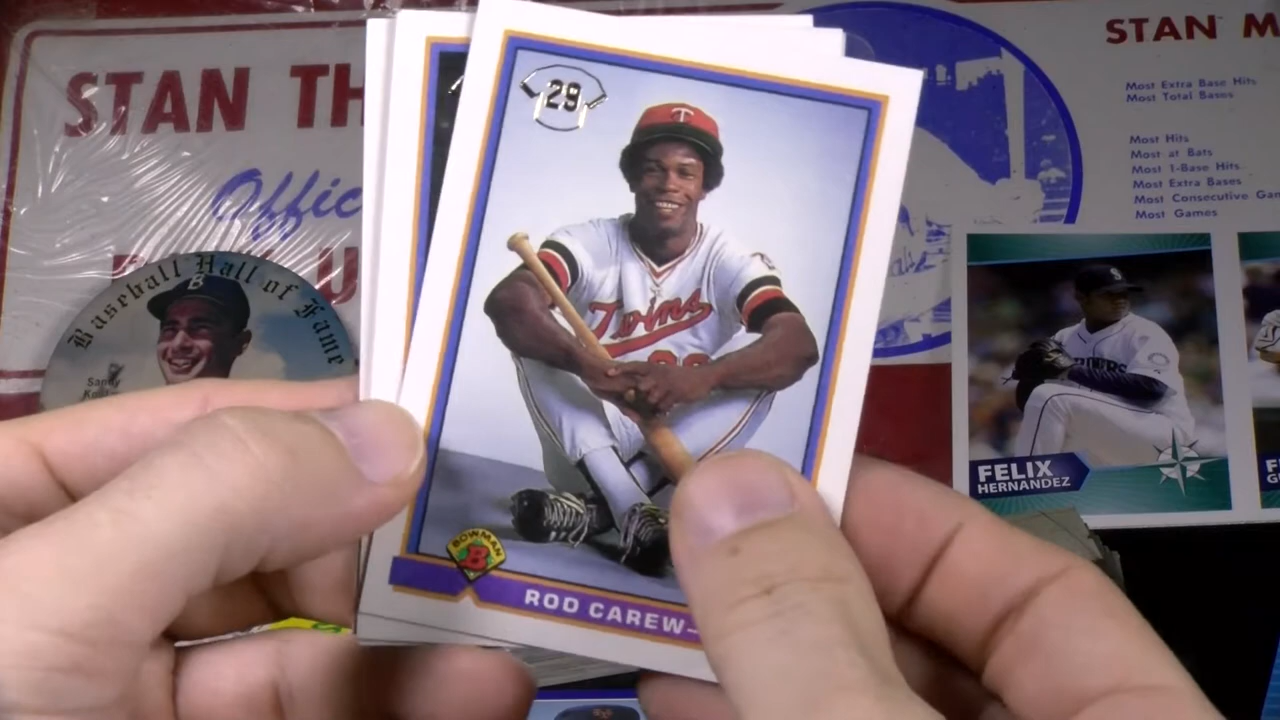 STAN TH
Offic
U
Baseball Hall of Fame
Sandy
B
29
T
Twins
BOWMAN
B
ROD CAREW-
STAN M
Most Extra Base Hits
Most Total Bases
Most Hits
Most at Bats
Most 1-Base Hits
Most Extra Bases
Most Consecutive Gam
Most Games
FELIX
HERNANDEZ
F